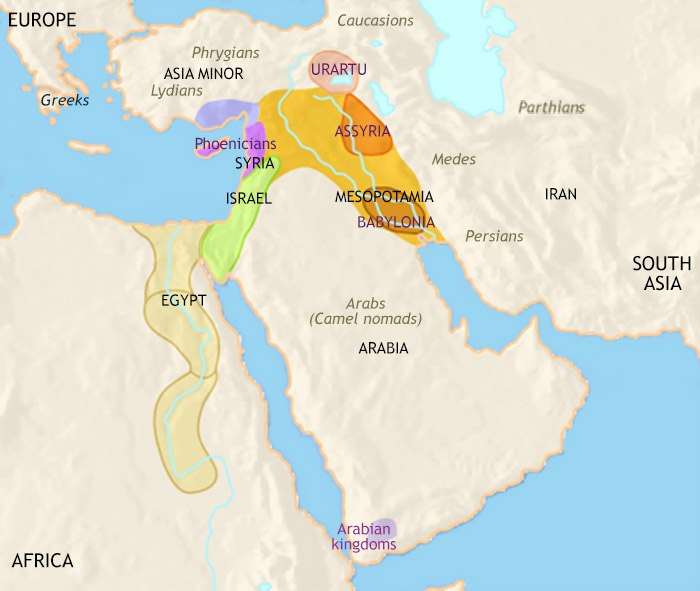 EUROPE
Caucasions
Phrygians
URARTU
ASIA MINOR
Lydians
Greeks
Parthians
ASSYRIA
Phoenicians
SYRIA
Medes
ISRAEL
MESOPOTAMIA
IRAN
BABYLONIA
Persians
SOUTH
ASIA
EGYPT
Arabs
(Camel nomads)
ARABIA
Arabian
kingdoms
AFRICA